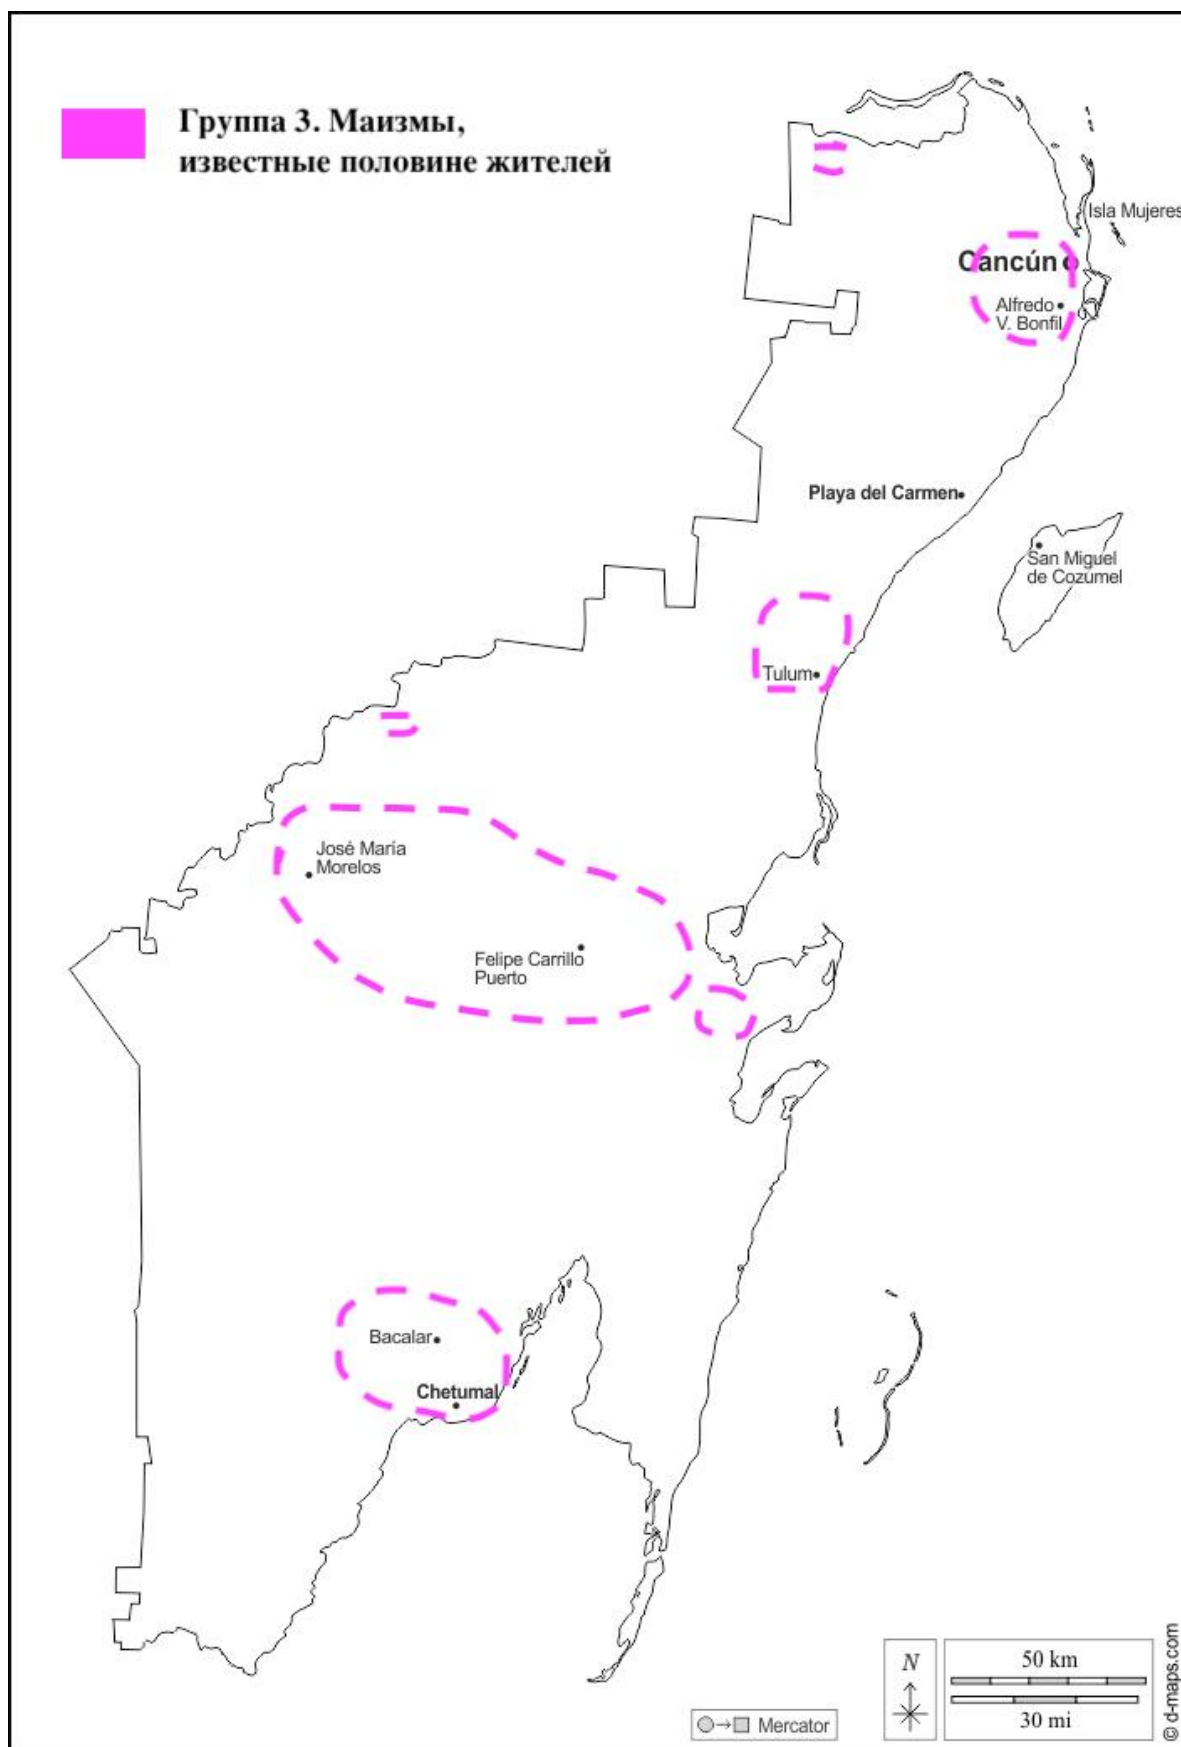 Группа 3. Маизмы,
известные половине жителей
Isla Mujeres
Cancún
Alfredo
V. Bonfil
Playa del Carmen
San Miguel
de Cozumel
Tulum
José María
Morelos
Felipe Carrillo
Puerto
Bacalar
Chetumal
N
50 km
30 mi
Mercator
© d-maps.com